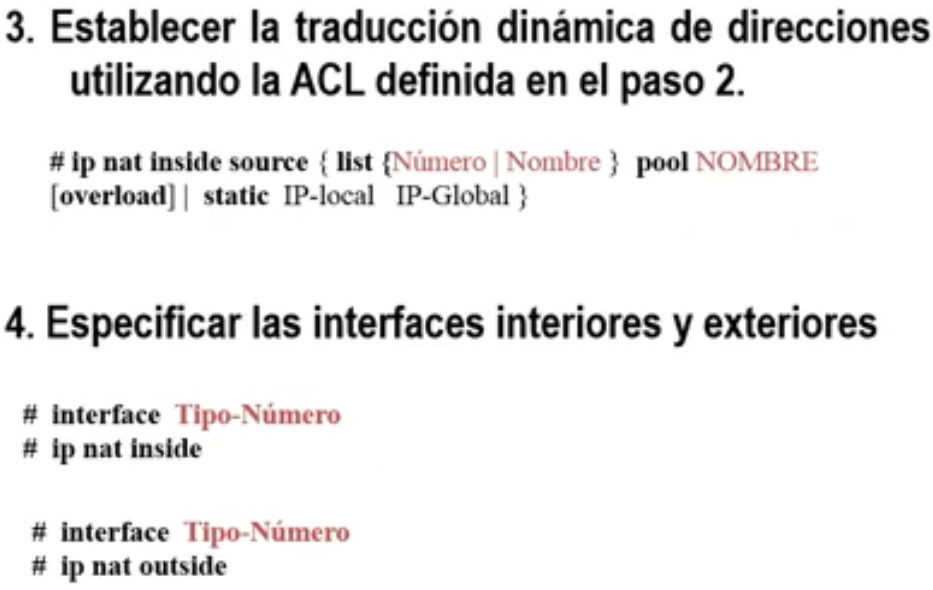 3. Establecer la traducción dinámica de direcciones
utilizando la ACL definida en el paso 2.
# ip nat inside source { list {Número | Nombre } pool NOMBRE
[overload] | static IP-local IP-Global }
4. Especificar las interfaces interiores y exteriores
# interface Tipo-Número
# ip nat inside
# interface Tipo-Número
# ip nat outside